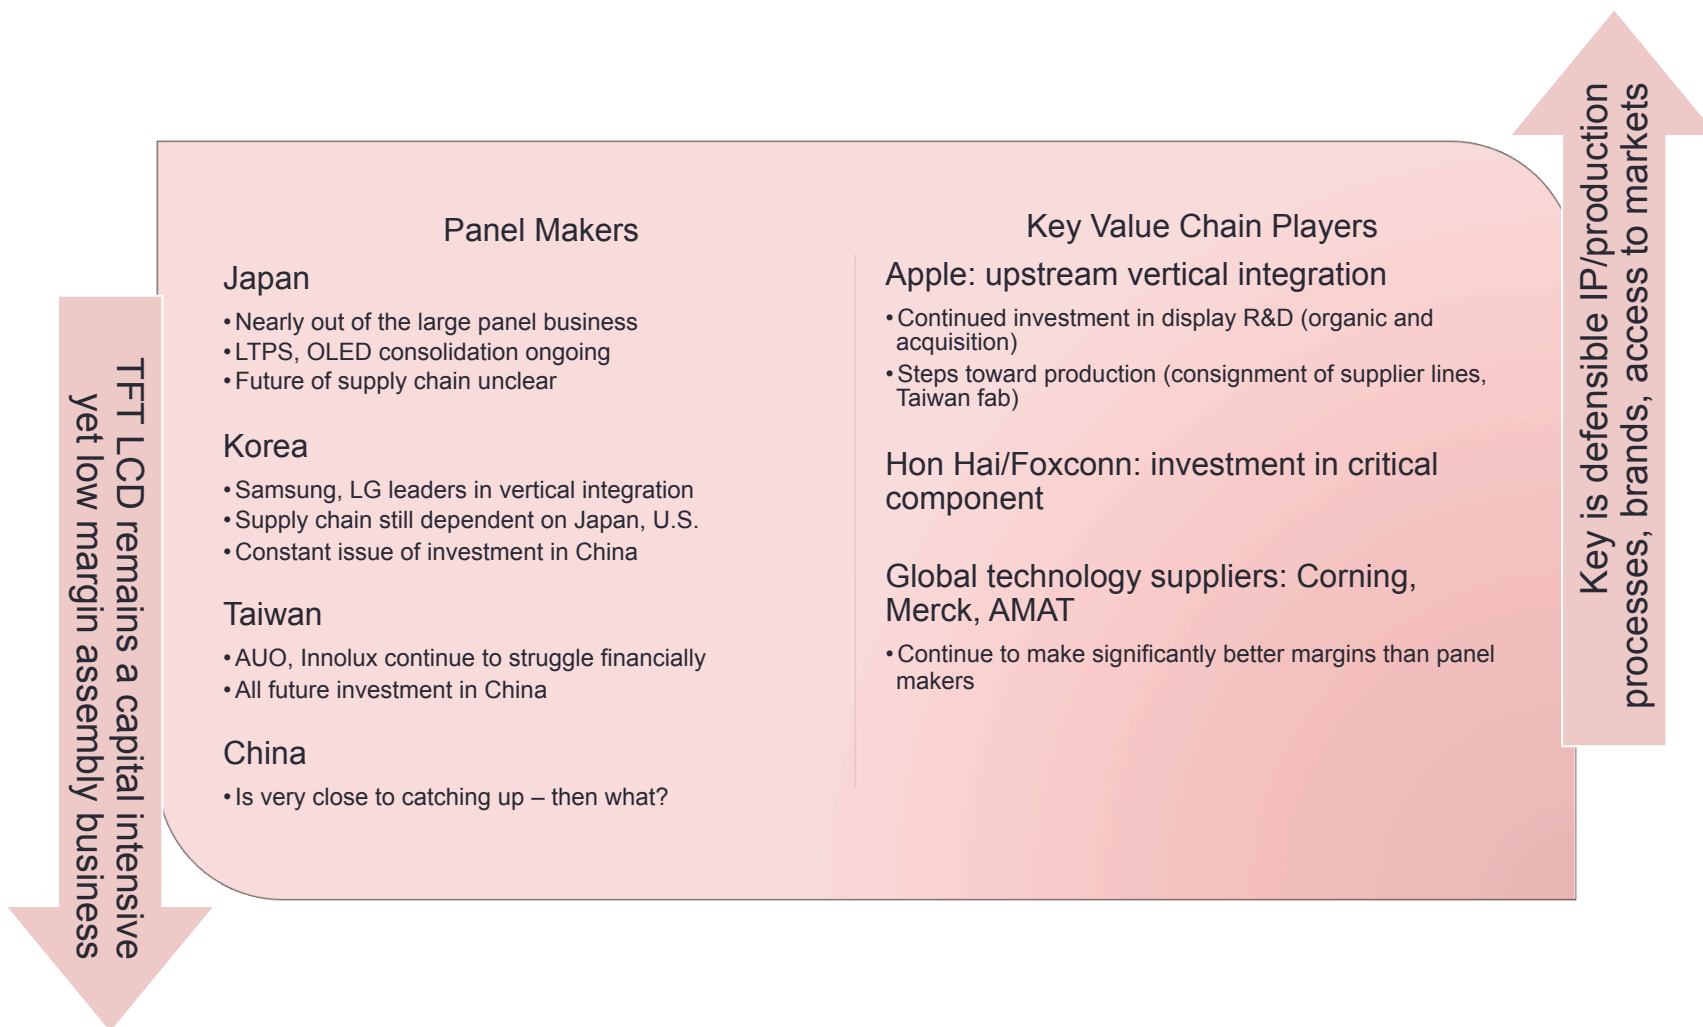 TFT LCD remains a capital intensive
yet low margin assembly business
Panel Makers
Japan
• Nearly out of the large panel business
• LTPS, OLED consolidation ongoing
• Future of supply chain unclear
Korea
• Samsung, LG leaders in vertical integration
• Supply chain still dependent on Japan, U.S.
• Constant issue of investment in China
Taiwan
• AUO, Innolux continue to struggle financially
• All future investment in China
China
• Is very close to catching up – then what?
Key Value Chain Players
Apple: upstream vertical integration
• Continued investment in display R&D (organic and
acquisition)
• Steps toward production (consignment of supplier lines,
Taiwan fab)
Hon Hai/Foxconn: investment in critical
component
Global technology suppliers: Corning,
Merck, AMAT
• Continue to make significantly better margins than panel
makers
Key is defensible IP/production
processes, brands, access to markets